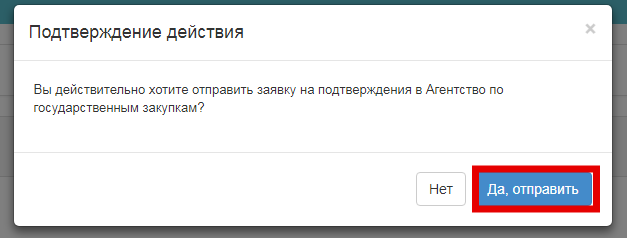 Подтверждение действия
×
Вы действительно хотите отправить заявку на подтверждения в Агентство по
государственным закупкам?
Нет
Да, отправить